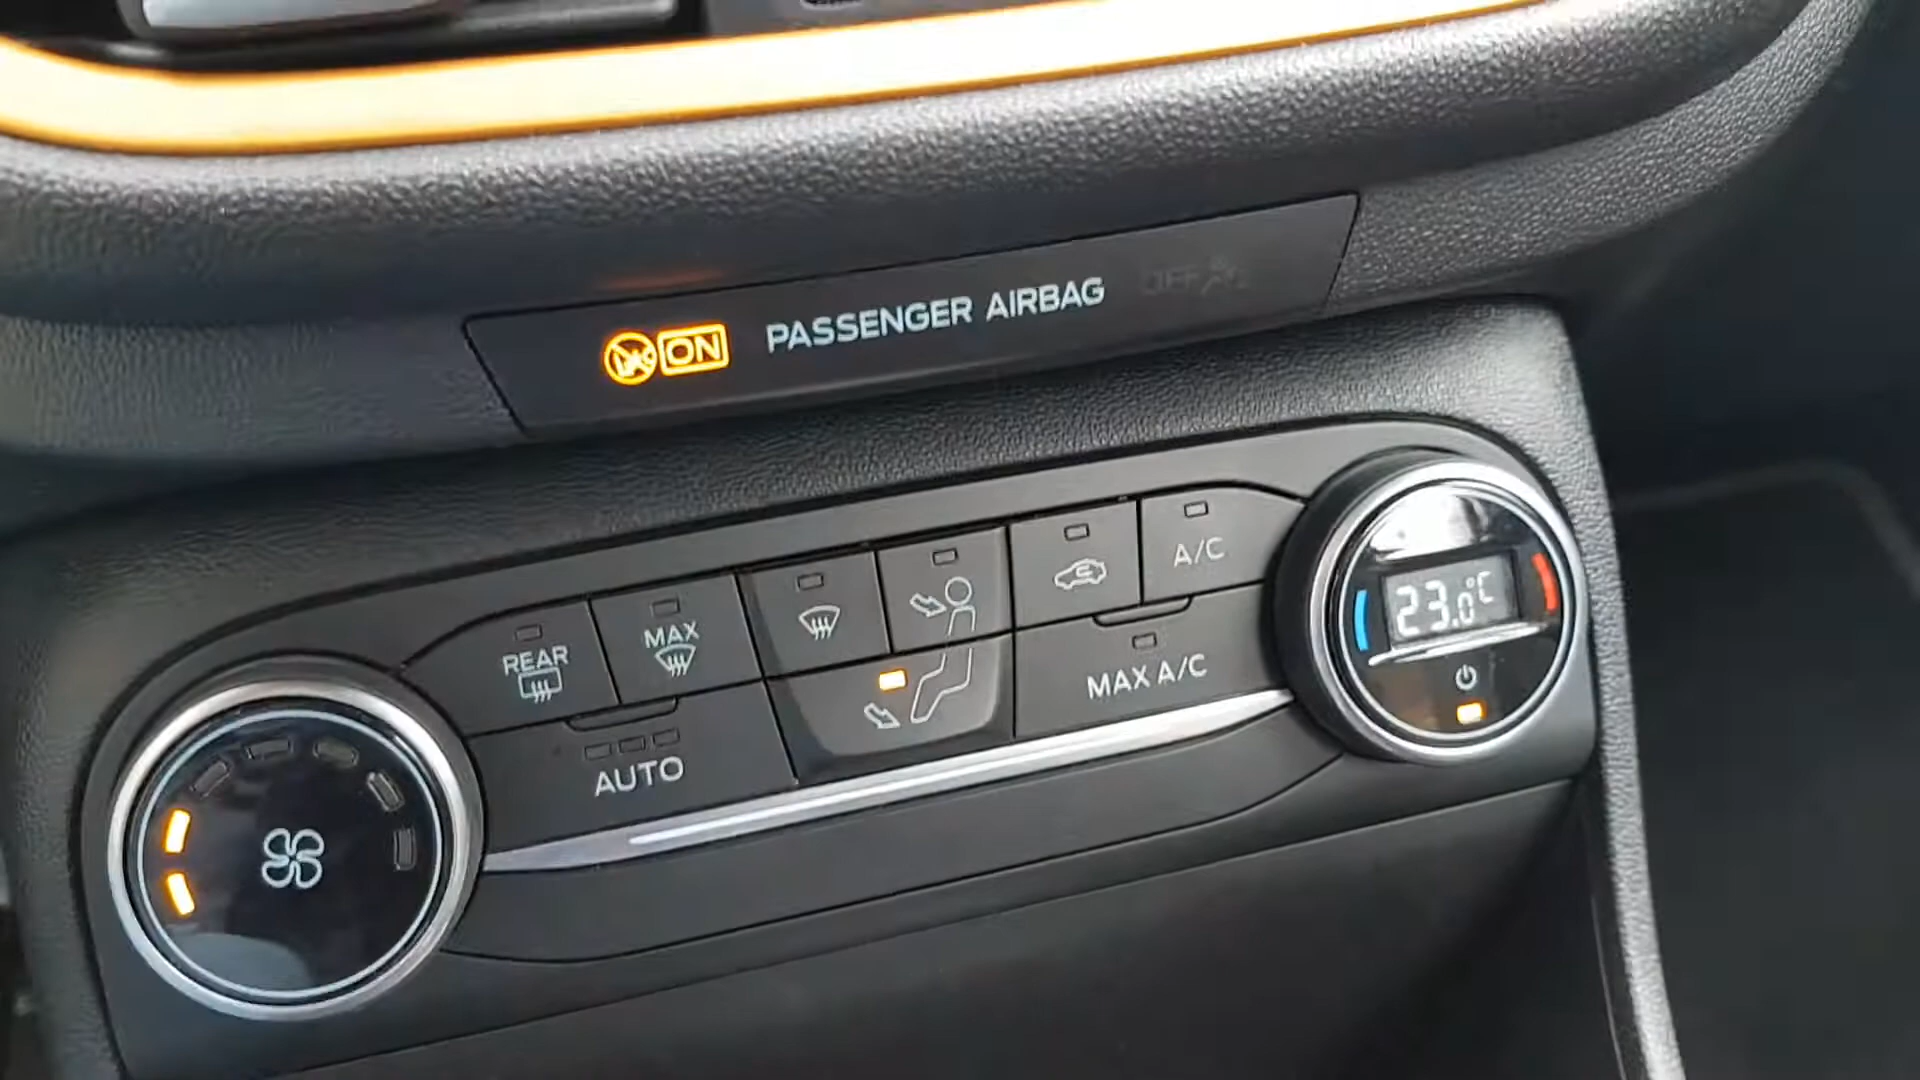 ON PASSENGER AIRBAG OFF
REAR
MAX
A/C
AUTO
MAX A/C
23.0°C